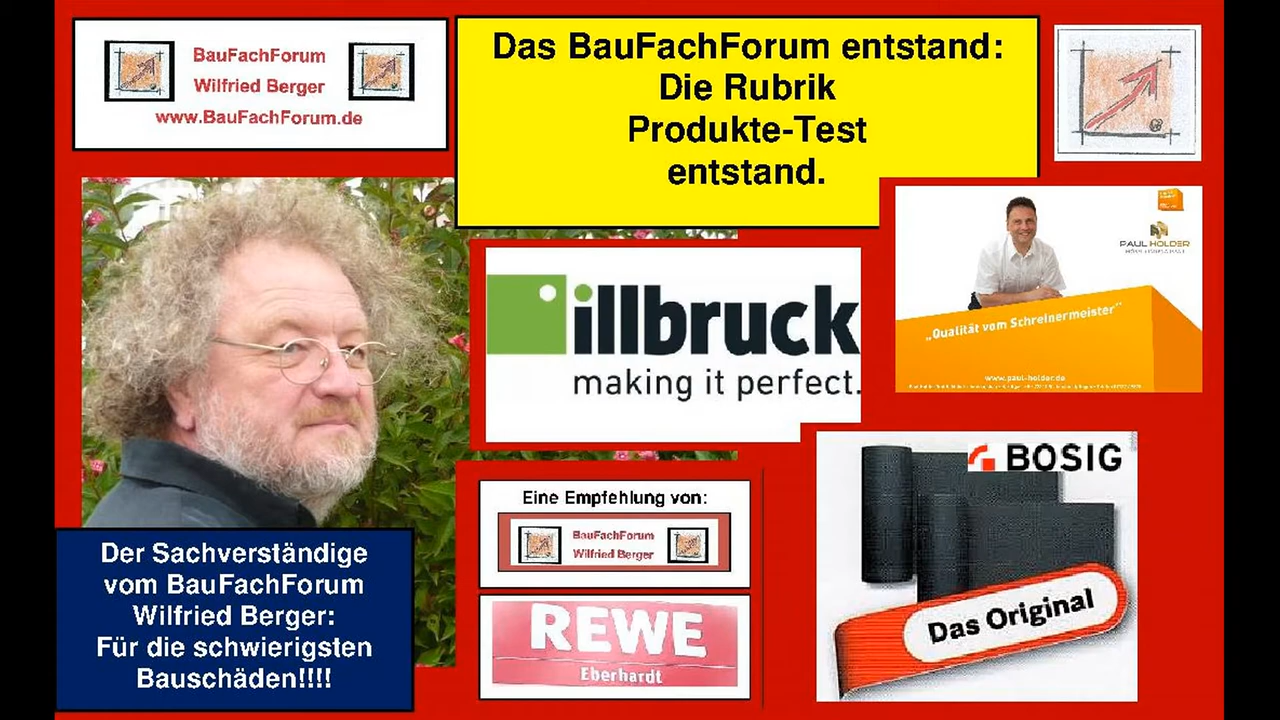 BauFachForum
Wilfried Berger
www.BauFachForum.de
Das BauFachForum entstand:
Die Rubrik
Produkte-Test
entstand.
PAUL HOLDER
„Qualität vom Schreinermeister"
www.paul-holder.de
illbruck
making it perfect.
BOSIG
Das Original
Eine Empfehlung von:
BauFachForum
Wilfried Berger
REWE
Eberhardt
Der Sachverständige
vom BauFachForum
Wilfried Berger:
Für die schwierigsten
Bauschäden!!!!